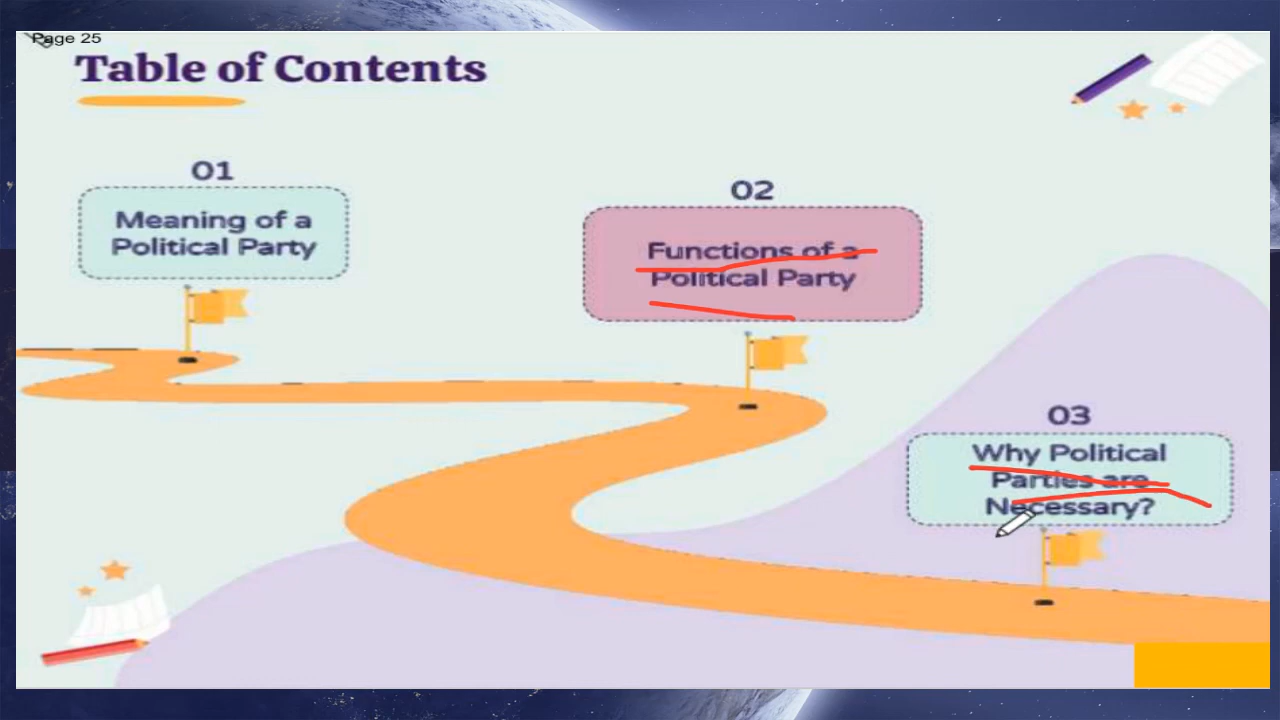 Page 25
Table of Contents
01
Meaning of a
Political Party
02
Functions of a
Political Party
03
Why Political
Parties are
Necessary?